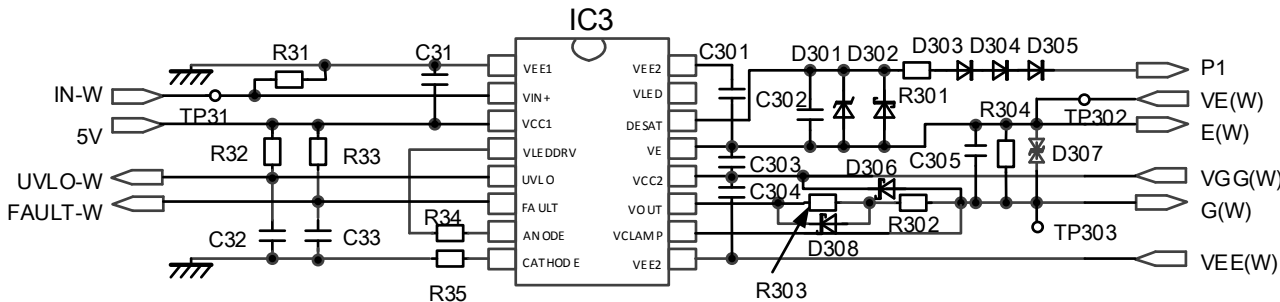 IC3
R31
C31
C301
D301
D302
D303
D304
D305
P1
VEE1
VEE2
IN-W
TP31
VIN+
VLED
C302
R301
R304
VE(W)
TP302
5V
VCC1
DESAT
E(W)
R32
R33
VLEDDRV
VE
C303
D306
C305
D307
UVLO-W
UVLO
VCC2
C304
VGG(W)
FAULT-W
FAULT
VOUT
G(W)
C32
C33
R34
ANODE
VCLAMP
D308
R302
TP303
CATHODE
VEE2
VEE(W)
R35
R303